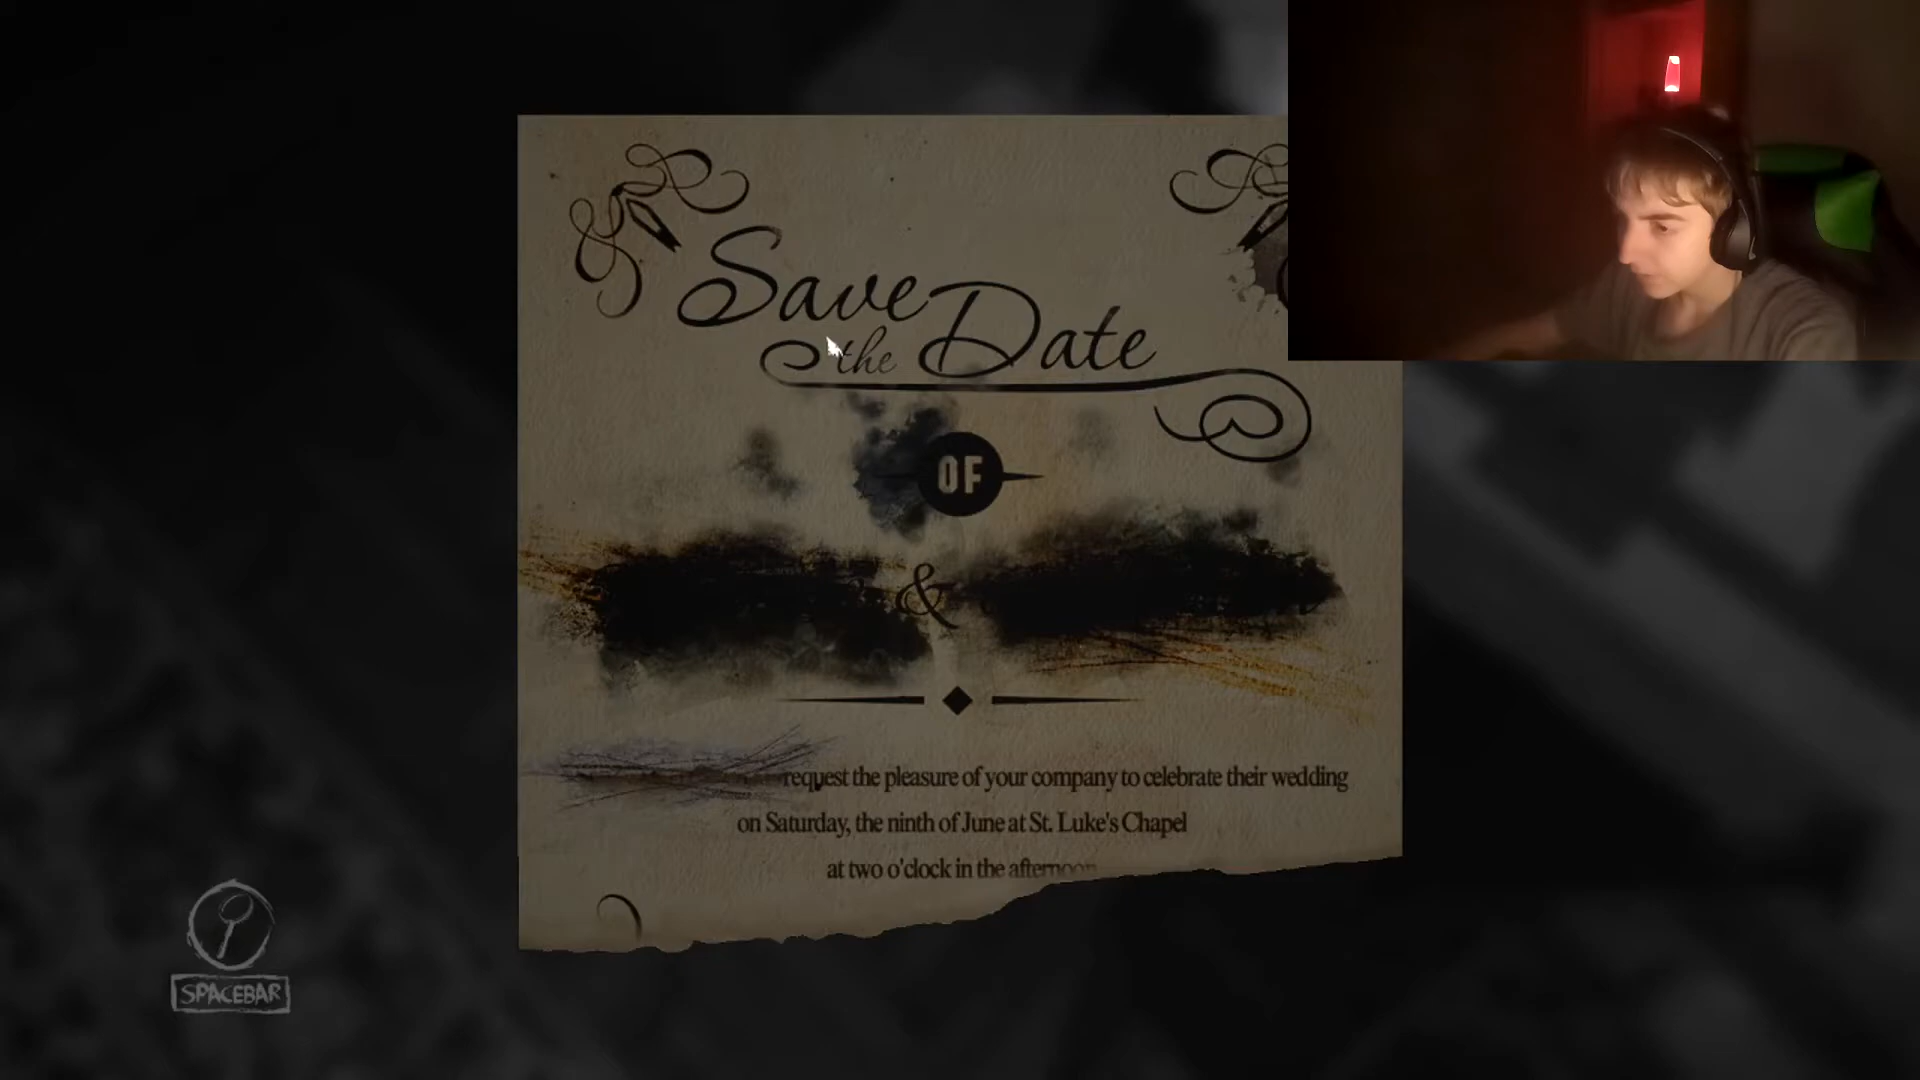 Save
the Date
OF
&
request the pleasure of your company to celebrate their wedding
on Saturday, the ninth of June at St. Luke's Chapel
at two o'clock in the afternoon
SPACEBAR